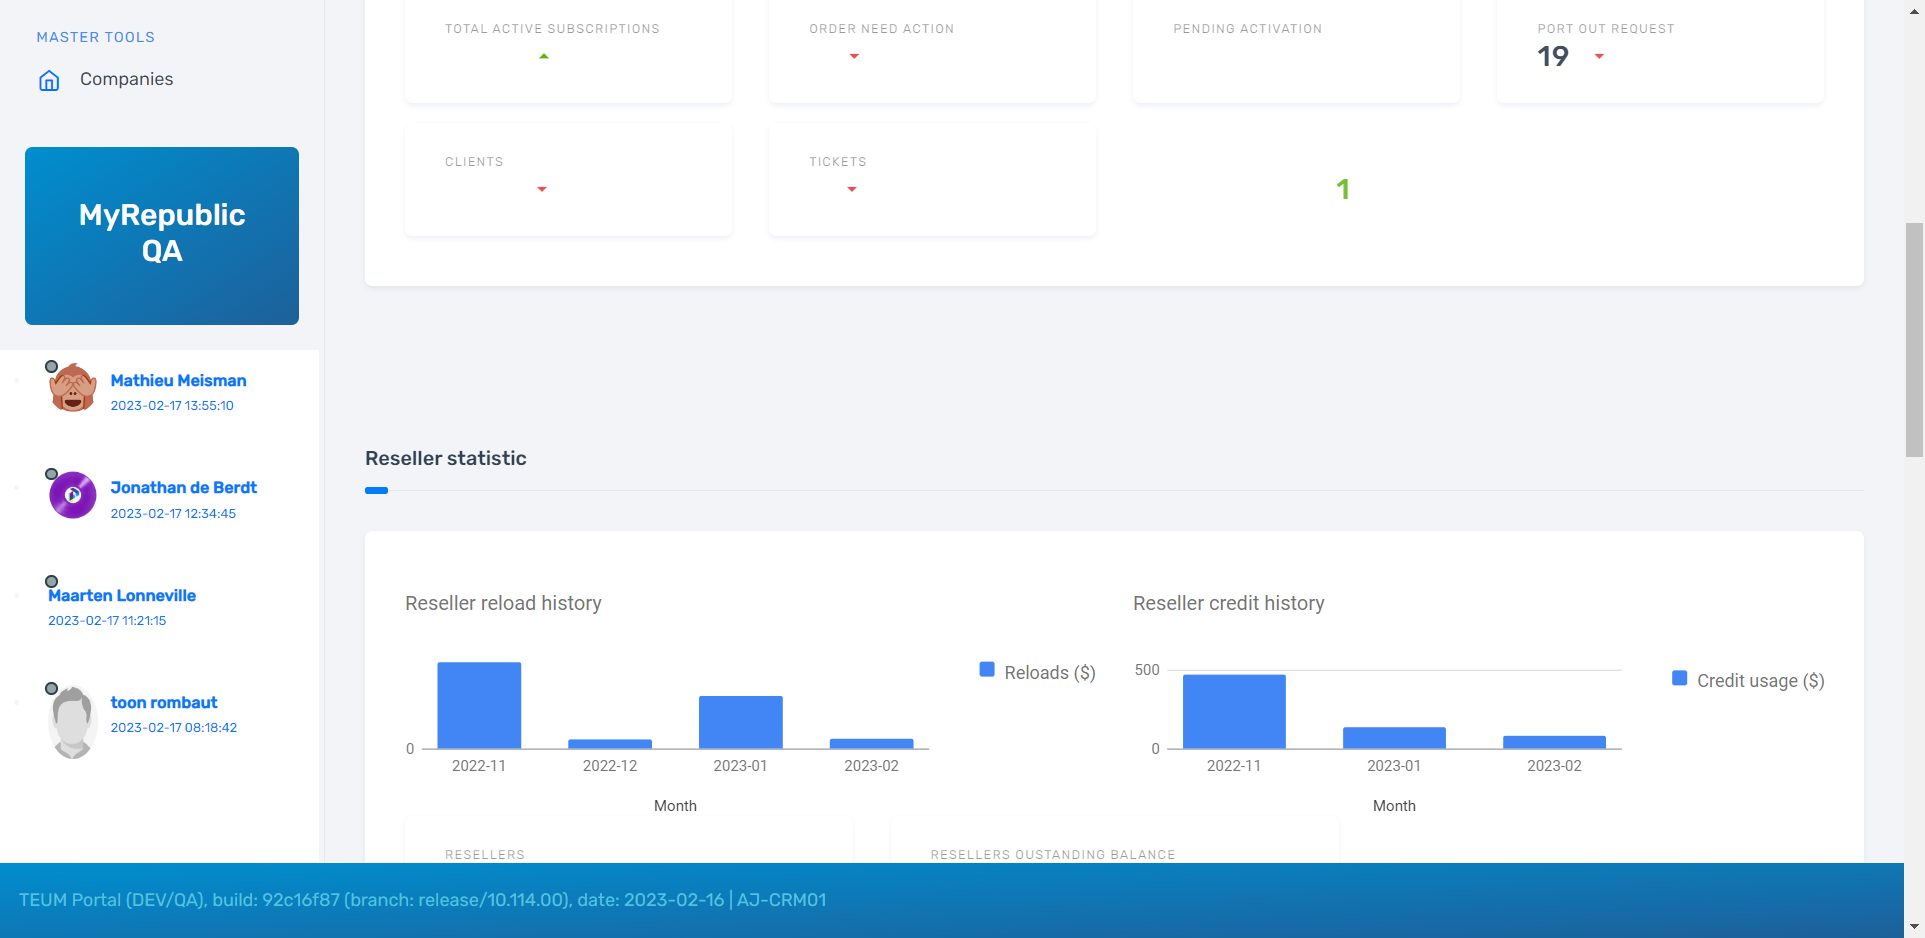 MASTER TOOLS
Companies
MyRepublic
QA
Mathieu Meisman
2023-02-17 13:55:10
Jonathan de Berdt
2023-02-17 12:34:45
Maarten Lonneville
2023-02-17 11:21:15
toon rombaut
2023-02-17 08:18:42
TOTAL ACTIVE SUBSCRIPTIONS
ORDER NEED ACTION
PENDING ACTIVATION
PORT OUT REQUEST
19
CLIENTS
TICKETS
1
Reseller statistic
Reseller reload history
Reloads ($)
0
2022-11
2022-12
2023-01
2023-02
Month
Reseller credit history
500
Credit usage ($)
0
2022-11
2023-01
2023-02
Month
RESELLERS
RESELLERS OUSTANDING BALANCE
TEUM Portal (DEV/QA), build: 92c16f87 (branch: release/10.114.00), date: 2023-02-16 | AJ-CRM01